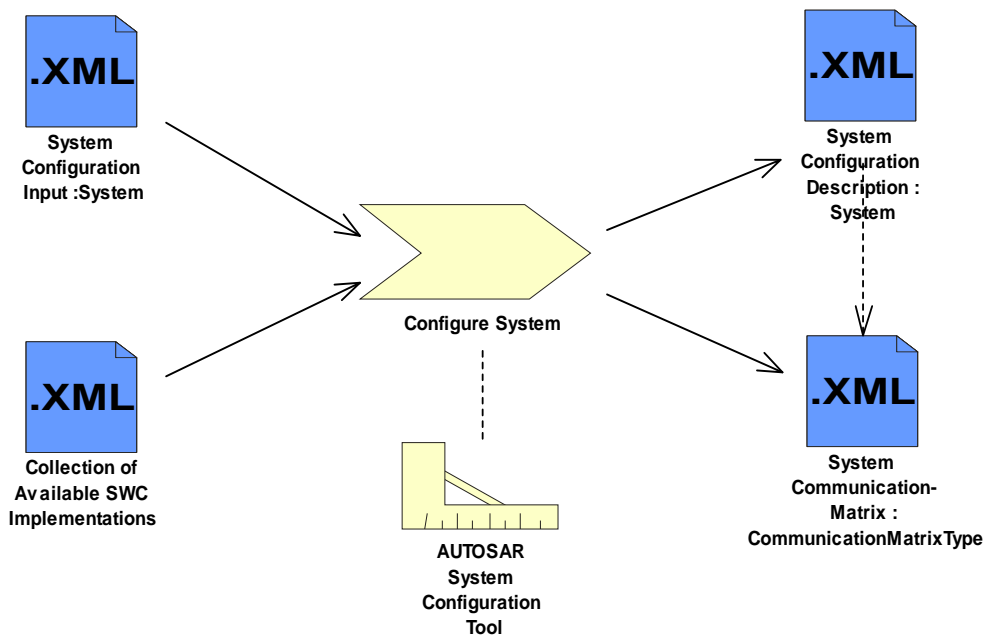 .XML
System
Configuration
Input :System
.XML
System
Configuration
Description :
System
Configure System
.XML
Collection of
Available SWC
Implementations
.XML
System
Communication-
Matrix :
CommunicationMatrixType
AUTOSAR
System
Configuration
Tool